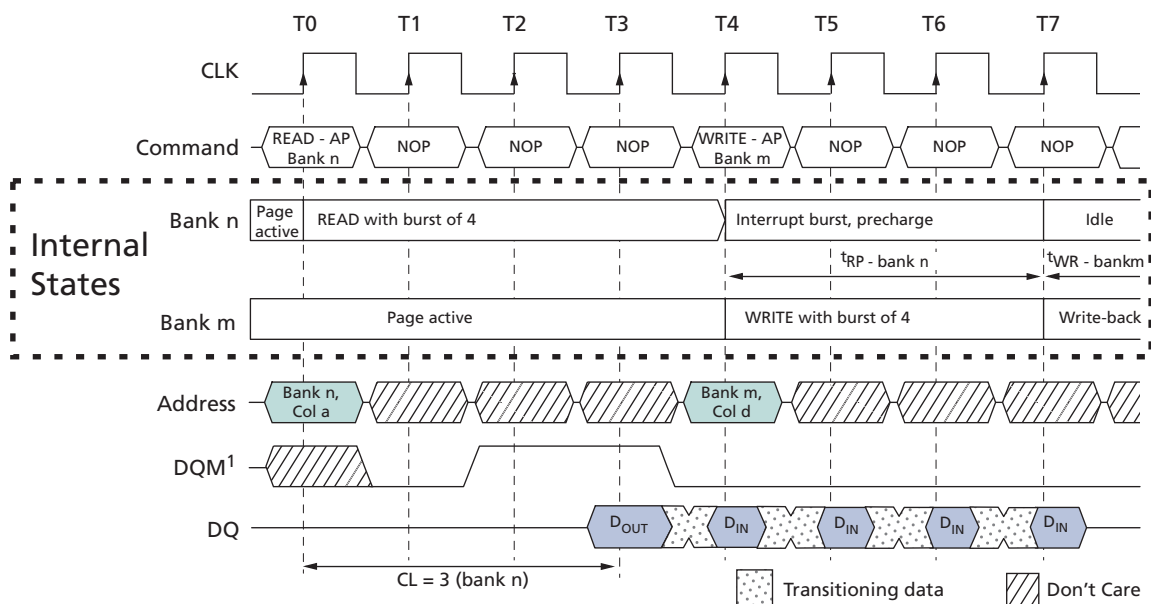 T0 T1 T2 T3 T4 T5 T6 T7
CLK
Command
READ - AP
Bank n
NOP
NOP
NOP
WRITE - AP
Bank m
NOP
NOP
NOP
Internal
States
Bank n
Page
active
READ with burst of 4
Interrupt burst, precharge
Idle
tRP - bank n
tWR - bankm
Bank m
Page active
WRITE with burst of 4
Write-back
Address
Bank n,
Col a
Bank m,
Col d
DQM1
DQ
DOUT
DIN
DIN
DIN
DIN
CL = 3 (bank n)
Transitioning data
Don't Care